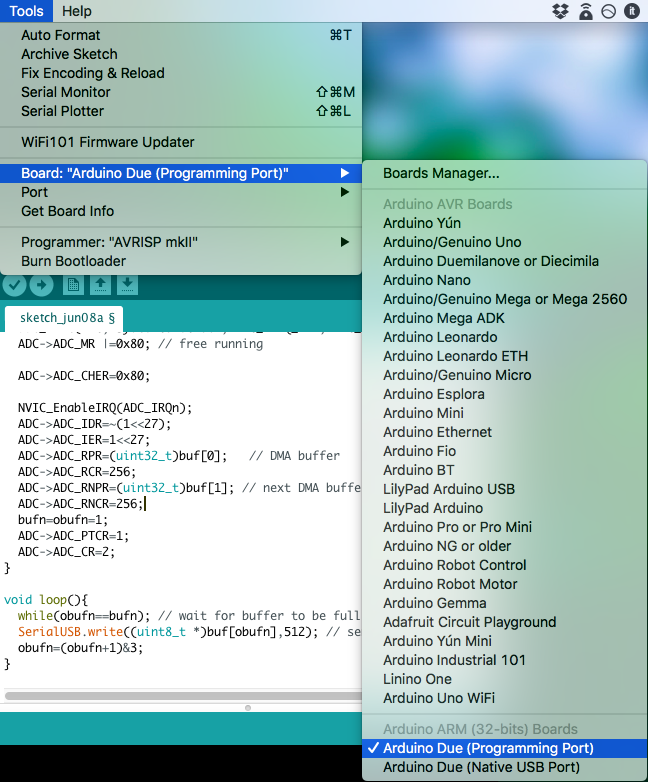 Tools Help
Auto Format ⌘T
Archive Sketch
Fix Encoding & Reload
Serial Monitor ⇧⌘M
Serial Plotter ⇧⌘L
WiFi101 Firmware Updater
Board: "Arduino Due (Programming Port)"
Port
Get Board Info
Programmer: "AVRISP mkII"
Burn Bootloader
Boards Manager...
Arduino AVR Boards
Arduino Yún
Arduino/Genuino Uno
Arduino Duemilanove or Diecimila
Arduino Nano
Arduino/Genuino Mega or Mega 2560
Arduino Mega ADK
Arduino Leonardo
Arduino Leonardo ETH
Arduino/Genuino Micro
Arduino Esplora
Arduino Mini
Arduino Ethernet
Arduino Fio
Arduino BT
LilyPad Arduino USB
LilyPad Arduino
Arduino Pro or Pro Mini
Arduino NG or older
Arduino Robot Control
Arduino Robot Motor
Arduino Gemma
Adafruit Circuit Playground
Arduino Yún Mini
Arduino Industrial 101
Linino One
Arduino Uno WiFi
Arduino ARM (32-bits) Boards
✓ Arduino Due (Programming Port)
Arduino Due (Native USB Port)
sketch_jun08a §
ADC->ADC_MR |=0x80; // free running
ADC->ADC_CHER=0x80;
NVIC_EnableIRQ(ADC_IRQn);
ADC->ADC_IDR=~(1<<27);
ADC->ADC_IER=1<<27;
ADC->ADC_RPR=(uint32_t)buf[0]; // DMA buffer
ADC->ADC_RCR=256;
ADC->ADC_RNPR=(uint32_t)buf[1]; // next DMA buffe
ADC->ADC_RNCR=256;
bufn=obufn=1;
ADC->ADC_PTCR=1;
ADC->ADC_CR=2;
}
void loop(){
while(obufn==bufn); // wait for buffer to be full
SerialUSB.write((uint8_t *)buf[obufn],512); // se
obufn=(obufn+1)&3;
}